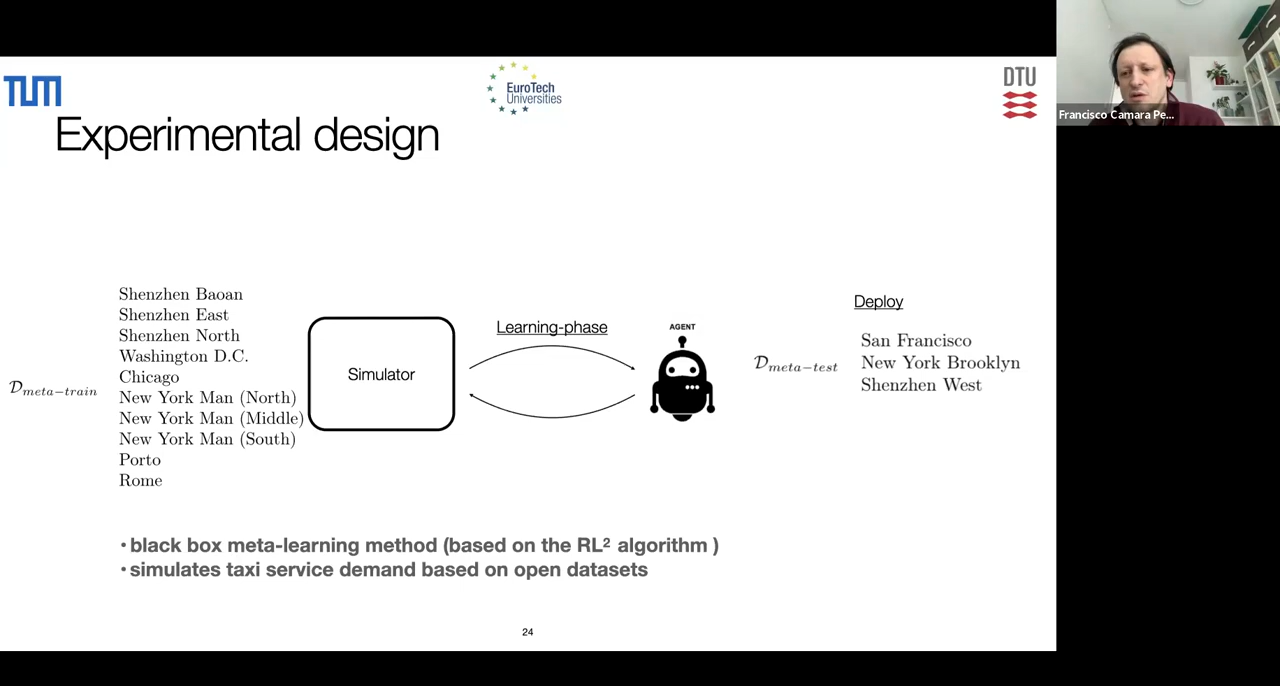 TUM
EuroTech
Universities
DTU
Francisco Camara Pe...
Experimental design
Shenzhen Baoan
Shenzhen East
Shenzhen North
Washington D.C.
Chicago
New York Man (North)
New York Man (Middle)
New York Man (South)
Porto
Rome
𝒟meta−train
Simulator
Learning-phase
AGENT
Deploy
𝒟meta−test
San Francisco
New York Brooklyn
Shenzhen West
•black box meta-learning method (based on the RL² algorithm )
•simulates taxi service demand based on open datasets
24